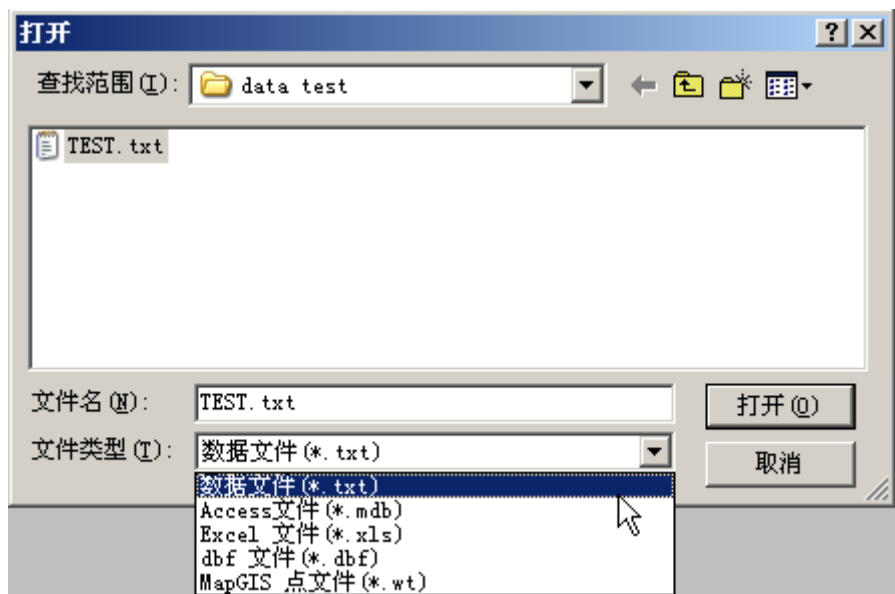 打开
查找范围(I): data test
TEST.txt
文件名(N): TEST.txt 打开(O)
文件类型(T): 数据文件(*.txt) 取消
数据文件(*.txt)
Access文件(*.mdb)
Excel 文件(*.xls)
dbf 文件(*.dbf)
MapGIS 点文件(*.wt)